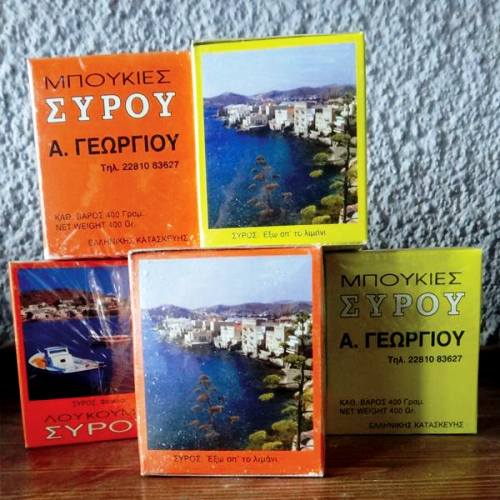 ΜΠΟΥΚΙΕΣ
ΣΥΡΟΥ
Α. ΓΕΩΡΓΙΟΥ
Τηλ. 22810 83627
ΚΑΘ. ΒΑΡΟΣ 400 Γραμ.
NET WEIGHT 400 Gr.
ΕΛΛΗΝΙΚΗΣ ΚΑΤΑΣΚΕΥΗΣ
ΣΥΡΟΣ Έξω απ' το λιμάνι
ΣΥΡΟΣ
ΣΥΡΟ
ΣΥΡΟΣ Έξω απ' το λιμάνι
ΜΠΟΥΚΙΕΣ
ΣΥΡΟΥ
Α. ΓΕΩΡΓΙΟΥ
Τηλ. 22810 83627
ΚΑΘ. ΒΑΡΟΣ 400 Γραμ.
NET WEIGHT 400 Gr.
ΕΛΛΗΝΙΚΗΣ ΚΑΤΑΣΚΕΥΗΣ